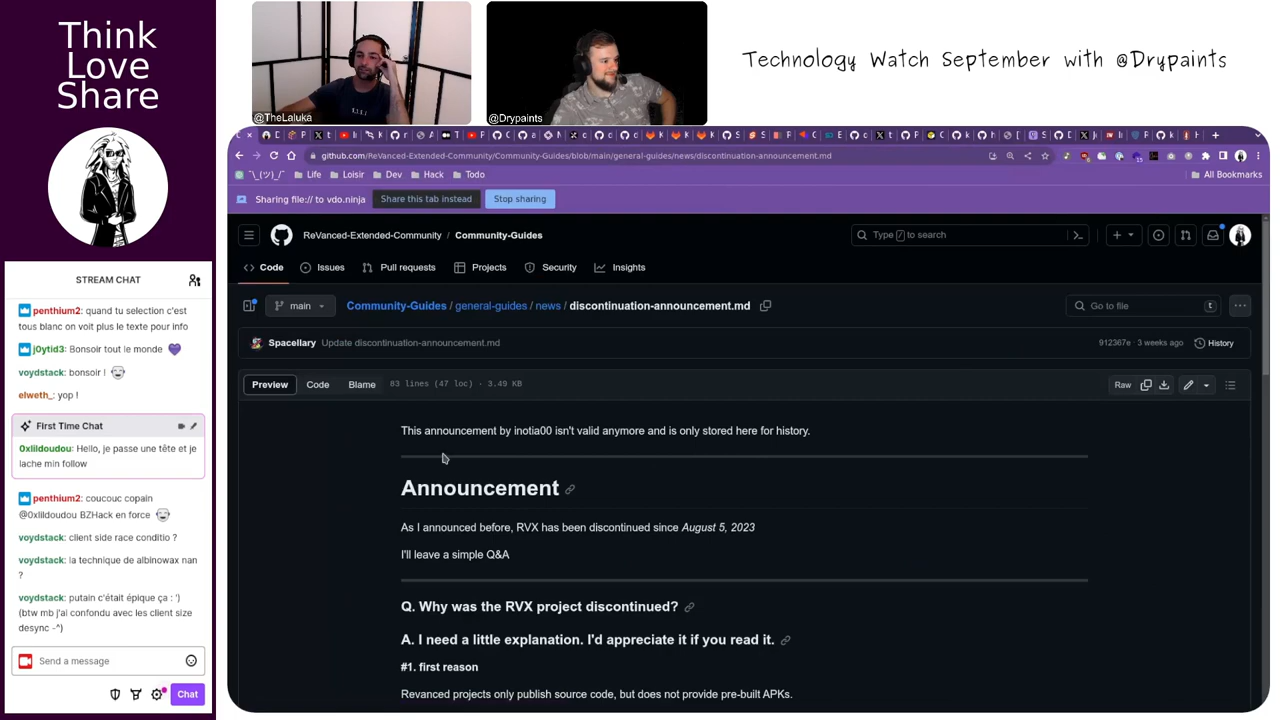 Think
Love
Share
@TheLaluka
@Drypaints
Technology Watch September with @Drypaints
STREAM CHAT
penthium2: quand tu selection c'est
tous blanc on voit plus le texte pour info
j0ytid3: Bonsoir tout le monde
voydstack: bonsoir !
elweth_: yop !
First Time Chat
0xlildoudou: Hello, je passe une tête et je
lache min follow
penthium2: coucouc copain
@0xlildoudou BZHack en force
voydstack: client side race conditio ?
voydstack: la technique de albinowax nan
?
voydstack: putain c'était épique ça : ')
(btw mb j'ai confondu avec les client size
desync -^)
Send a message
Chat
github.com/ReVanced-Extended-Community/Community-Guides/blob/main/general-guides/news/discontinuation-announcement.md
¯\_(ツ)_/¯ Life Loisir Dev Hack Todo All Bookmarks
Sharing file:// to vdo.ninja Share this tab instead Stop sharing
ReVanced-Extended-Community / Community-Guides Type / to search
Code Issues Pull requests Projects Security Insights
main Community-Guides / general-guides / news / discontinuation-announcement.md Go to file t
Spacellary Update discontinuation-announcement.md 912367e · 3 weeks ago History
Preview Code Blame 83 lines (47 loc) · 3.49 KB Raw
This announcement by inotia00 isn't valid anymore and is only stored here for history.
Announcement
As I announced before, RVX has been discontinued since August 5, 2023
I'll leave a simple Q&A
Q. Why was the RVX project discontinued?
A. I need a little explanation. I'd appreciate it if you read it.
#1. first reason
Revanced projects only publish source code, but does not provide pre-built APKs.